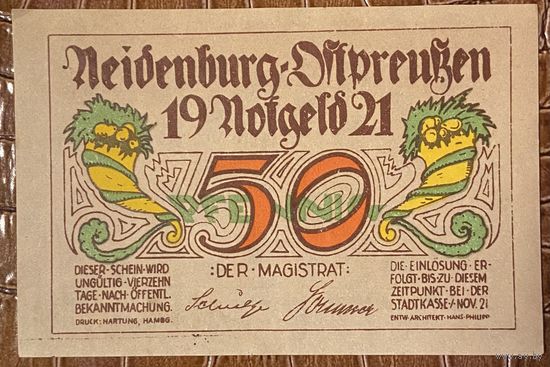 Neidenburg-Ostpreußen
19 Notgeld 21
50
PFENNIG
DIESER·SCHEIN·WIRD
UNGÜLTIG·VIERZEHN
TAGE·NACH·ÖFFENTL.
BEKANNTMACHUNG.
DRUCK: HARTUNG, HAMBG.
:DER·MAGISTRAT:
DIE·EINLÖSUNG·ER-
FOLGT·BIS·ZU·DIESEM
ZEITPUNKT·BEI·DER
STADTKASSE·/·NOV. 21
ENTW·ARCHITEKT·HANS·PHILIPP